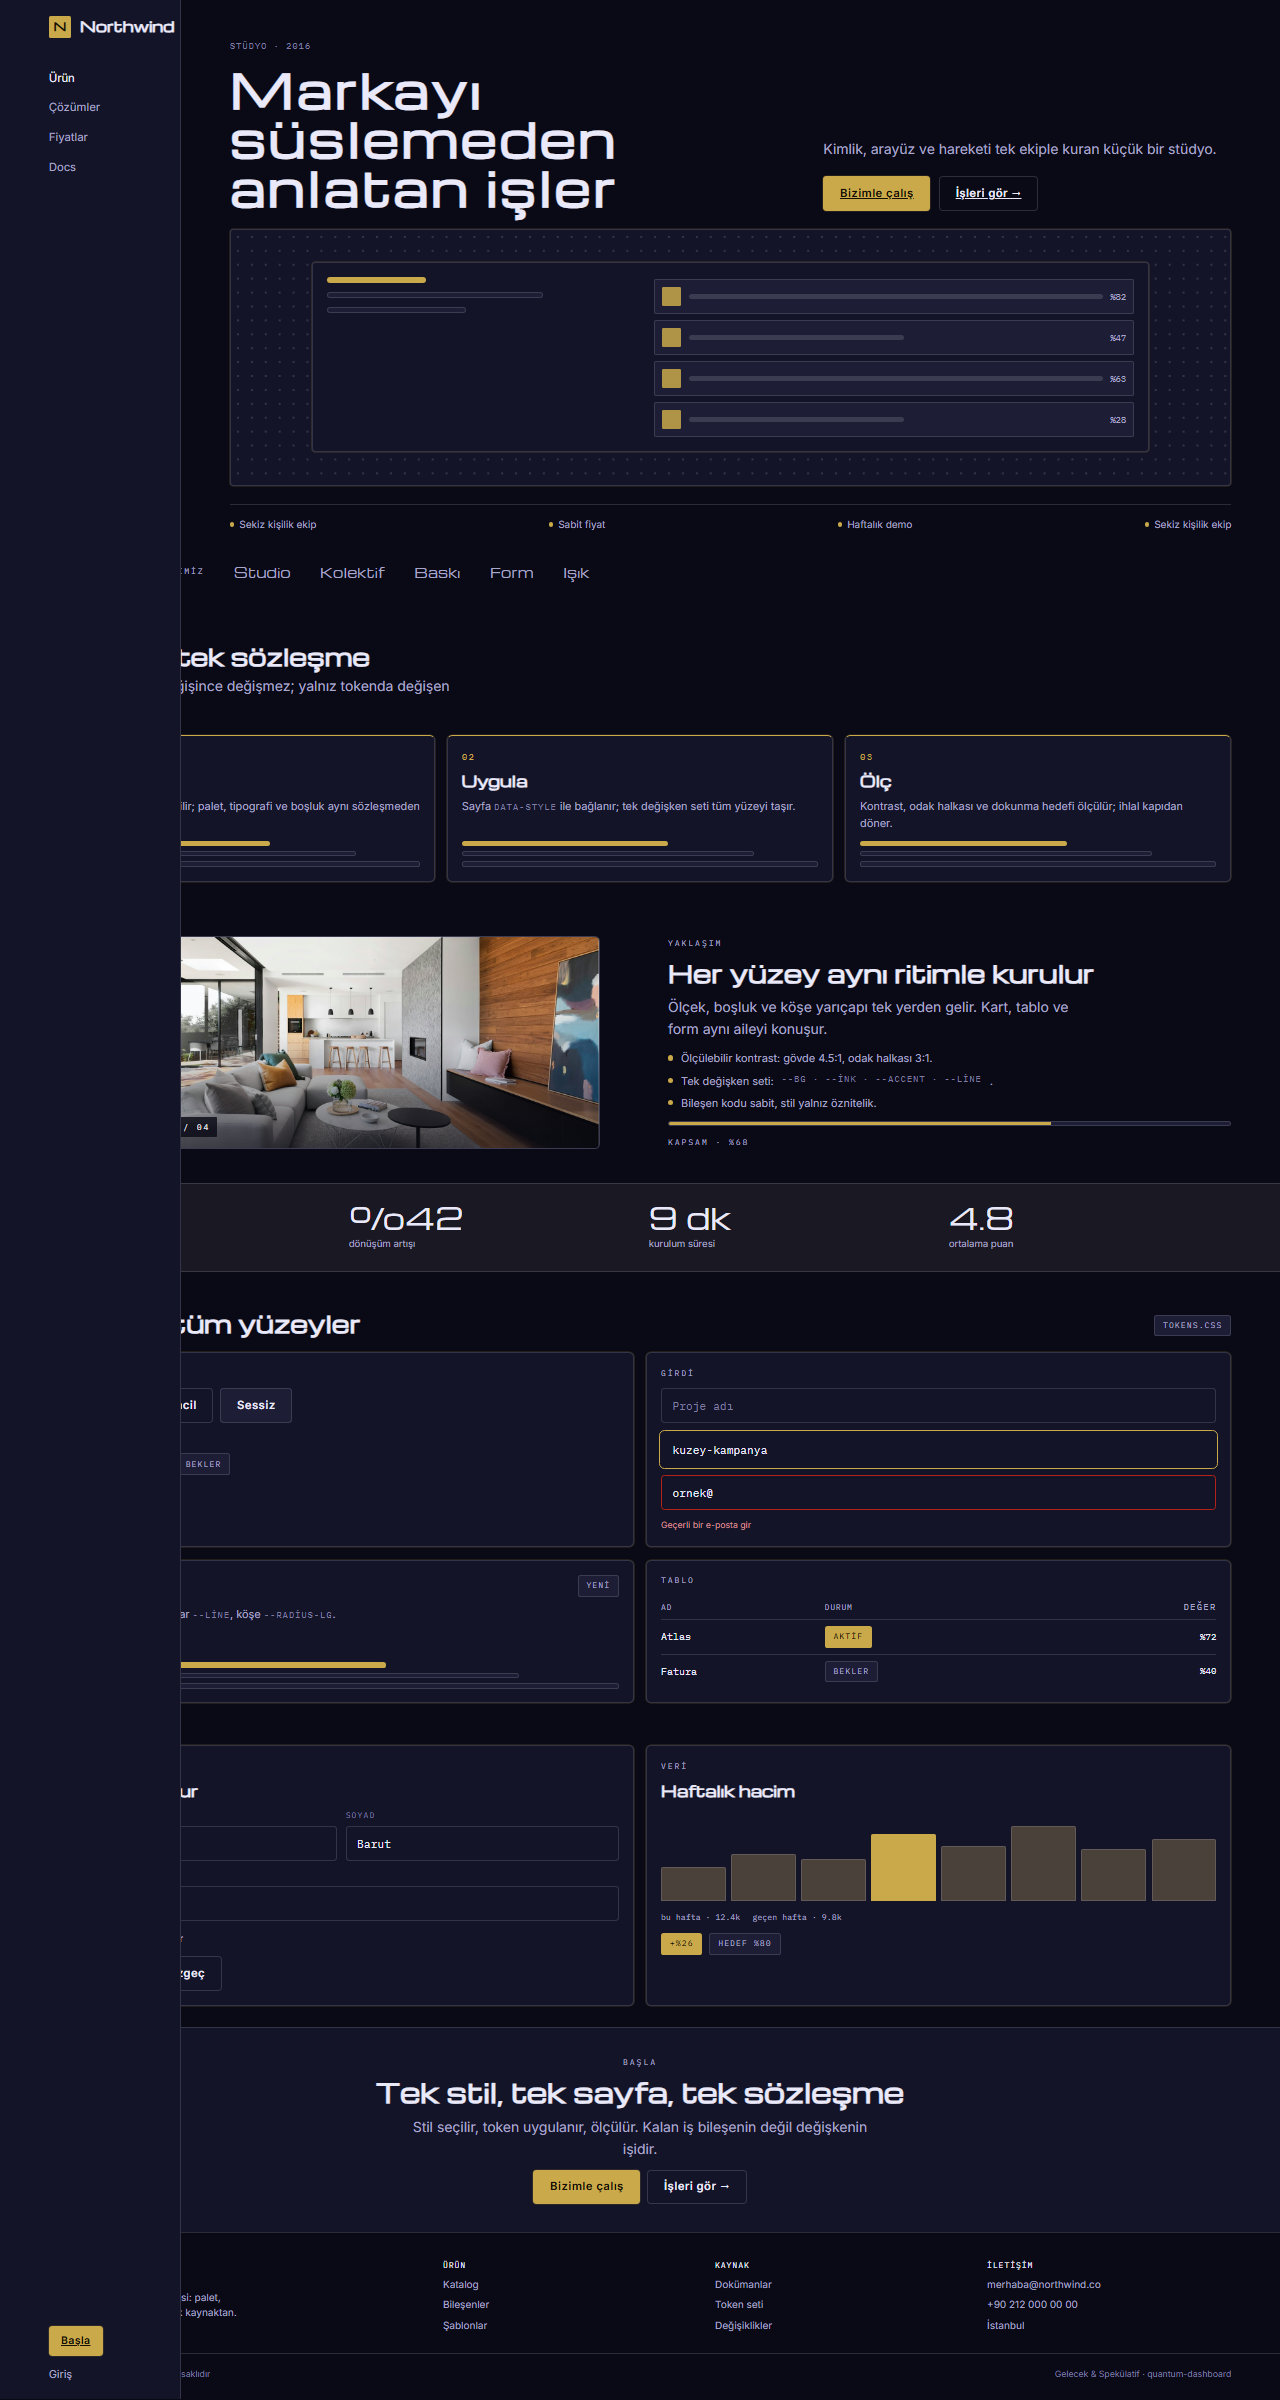 N Northwind
Ürün
Çözümler
Fiyatlar
Docs
STÜDYO · 2016
Markayı
süslemeden
anlatan işler
Kimlik, arayüz ve hareketi tek ekiple kuran küçük bir stüdyo.
Bizimle çalış
İşleri gör →
%82
%47
%63
%28
Sekiz kişilik ekip
Sabit fiyat
Haftalık demo
Sekiz kişilik ekip
MİZ
Studio
Kolektif
Baskı
Form
Işık
tek sözleşme
değişmez; yalnız tokenda değişen
palet, tipografi ve boşluk aynı sözleşmeden
02
Uygula
Sayfa DATA-STYLE ile bağlanır; tek değişken seti tüm yüzeyi taşır.
03
Ölç
Kontrast, odak halkası ve dokunma hedefi ölçülür; ihlal kapıdan
döner.
/ 04
YAKLAŞIM
Her yüzey aynı ritimle kurulur
Ölçek, boşluk ve köşe yarıçapı tek yerden gelir. Kart, tablo ve
form aynı aileyi konuşur.
Ölçülebilir kontrast: gövde 4.5:1, odak halkası 3:1.
Tek değişken seti: --BG · --İNK · --ACCENT · --LİNE .
Bileşen kodu sabit, stil yalnız öznitelik.
KAPSAM · %68
%42
dönüşüm artışı
9 dk
kurulum süresi
4.8
ortalama puan
tüm yüzeyler
TOKENS.CSS
cil
Sessiz
BEKLER
GİRDİ
Proje adı
kuzey-kampanya
ornek@
Geçerli bir e-posta gir
YENİ
ar --LİNE, köşe --RADİUS-LG.
TABLO
AD
DURUM
DEĞER
Atlas
AKTİF
%72
Fatura
BEKLER
%40
ur
SOYAD
Barut
zgeç
VERİ
Haftalık hacim
bu hafta · 12.4k
geçen hafta · 9.8k
+%26
HEDEF %80
BAŞLA
Tek stil, tek sayfa, tek sözleşme
Stil seçilir, token uygulanır, ölçülür. Kalan iş bileşenin değil değişkenin
işidir.
Bizimle çalış
İşleri gör →
si: palet,
kaynaktan.
ÜRÜN
Katalog
Bileşenler
Şablonlar
KAYNAK
Dokümanlar
Token seti
Değişiklikler
İLETİŞİM
merhaba@northwind.co
+90 212 000 00 00
İstanbul
Başla
Giriş
saklıdır
Gelecek & Spekülatif · quantum-dashboard